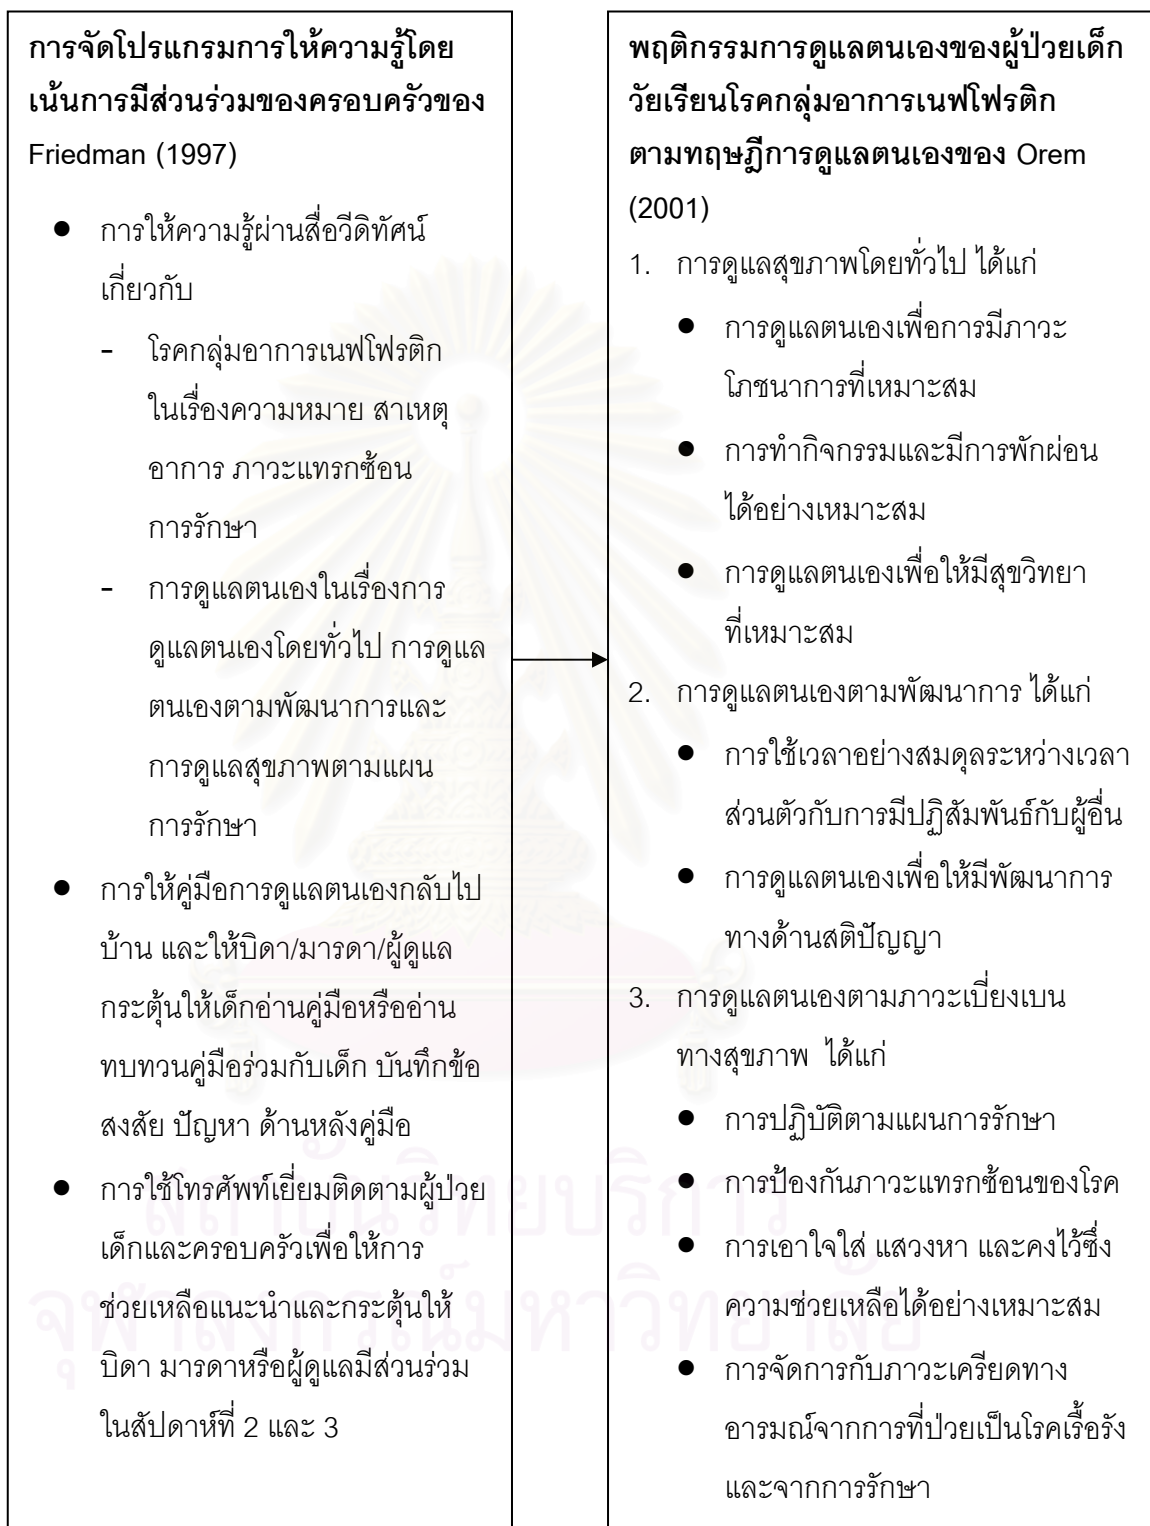 การจัดโปรแกรมการให้ความรู้โดย
เน้นการมีส่วนร่วมของครอบครัวของ
Friedman (1997)
● การให้ความรู้ผ่านสื่อวีดิทัศน์
เกี่ยวกับ
- โรคกลุ่มอาการเนฟโฟรติก
ในเรื่องความหมาย สาเหตุ
อาการ ภาวะแทรกซ้อน
การรักษา
- การดูแลตนเองในเรื่องการ
ดูแลตนเองโดยทั่วไป การดูแล
ตนเองตามพัฒนาการและ
การดูแลสุขภาพตามแผน
การรักษา
● การให้คู่มือการดูแลตนเองกลับไป
บ้าน และให้บิดา/มารดา/ผู้ดูแล
กระตุ้นให้เด็กอ่านคู่มือหรืออ่าน
ทบทวนคู่มือร่วมกับเด็ก บันทึกข้อ
สงสัย ปัญหา ด้านหลังคู่มือ
● การใช้โทรศัพท์เยี่ยมติดตามผู้ป่วย
เด็กและครอบครัวเพื่อให้การ
ช่วยเหลือแนะนำและกระตุ้นให้
บิดา มารดาหรือผู้ดูแลมีส่วนร่วม
ในสัปดาห์ที่ 2 และ 3
พฤติกรรมการดูแลตนเองของผู้ป่วยเด็ก
วัยเรียนโรคกลุ่มอาการเนฟโฟรติก
ตามทฤษฎีการดูแลตนเองของ Orem
(2001)
1. การดูแลสุขภาพโดยทั่วไป ได้แก่
● การดูแลตนเองเพื่อการมีภาวะ
โภชนาการที่เหมาะสม
● การทำกิจกรรมและมีการพักผ่อน
ได้อย่างเหมาะสม
● การดูแลตนเองเพื่อให้มีสุขวิทยา
ที่เหมาะสม
2. การดูแลตนเองตามพัฒนาการ ได้แก่
● การใช้เวลาอย่างสมดุลระหว่างเวลา
ส่วนตัวกับการมีปฏิสัมพันธ์กับผู้อื่น
● การดูแลตนเองเพื่อให้มีพัฒนาการ
ทางด้านสติปัญญา
3. การดูแลตนเองตามภาวะเบี่ยงเบน
ทางสุขภาพ ได้แก่
● การปฏิบัติตามแผนการรักษา
● การป้องกันภาวะแทรกซ้อนของโรค
● การเอาใจใส่ แสวงหา และคงไว้ซึ่ง
ความช่วยเหลือได้อย่างเหมาะสม
● การจัดการกับภาวะเครียดทาง
อารมณ์จากการที่ป่วยเป็นโรคเรื้อรัง
และจากการรักษา
สถาบันวิทยบริการ
จุฬาลงกรณ์มหาวิทยาลัย